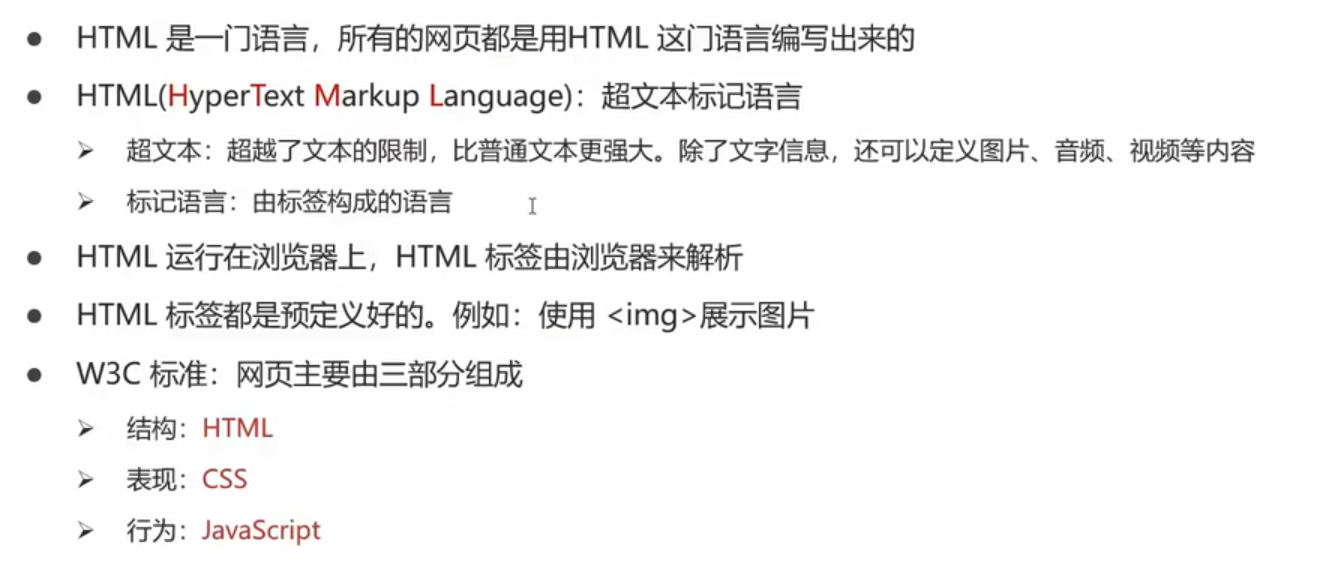 ● HTML 是一门语言，所有的网页都是用HTML 这门语言编写出来的
● HTML(HyperText Markup Language)：超文本标记语言
➢ 超文本：超越了文本的限制，比普通文本更强大。除了文字信息，还可以定义图片、音频、视频等内容
➢ 标记语言：由标签构成的语言
● HTML 运行在浏览器上，HTML 标签由浏览器来解析
● HTML 标签都是预定义好的。例如：使用 <img>展示图片
● W3C 标准：网页主要由三部分组成
➢ 结构：HTML
➢ 表现：CSS
➢ 行为：JavaScript